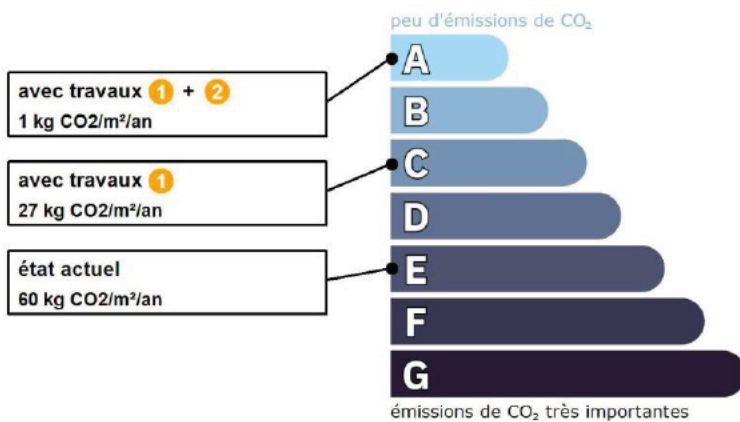 peu d'émissions de CO₂
A
avec travaux 1 + 2
1 kg CO2/m²/an
B
C
avec travaux 1
27 kg CO2/m²/an
D
état actuel
60 kg CO2/m²/an
E
F
G
émissions de CO₂ très importantes